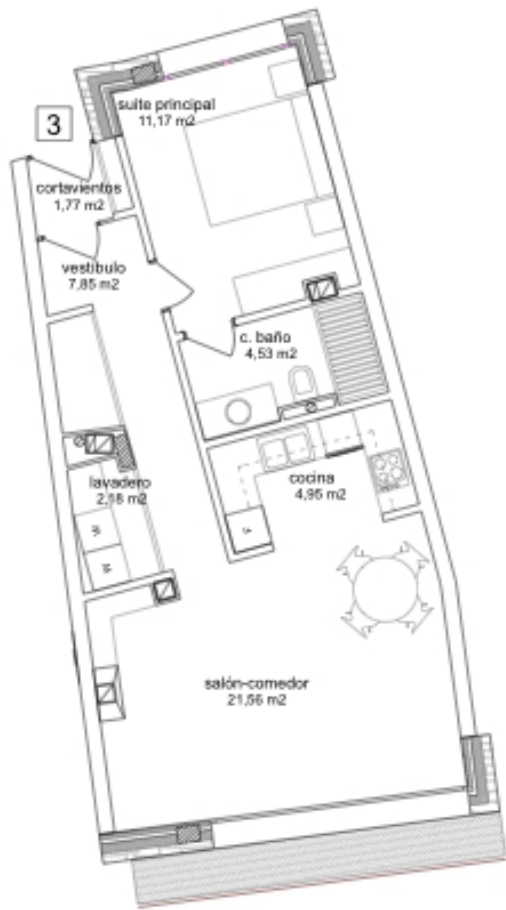 suite principal
11,17 m2
3
cortavientos
1,77 m2
vestíbulo
7,85 m2
c. baño
4,53 m2
lavadero
2,18 m2
cocina
4,95 m2
salón-comedor
21,56 m2